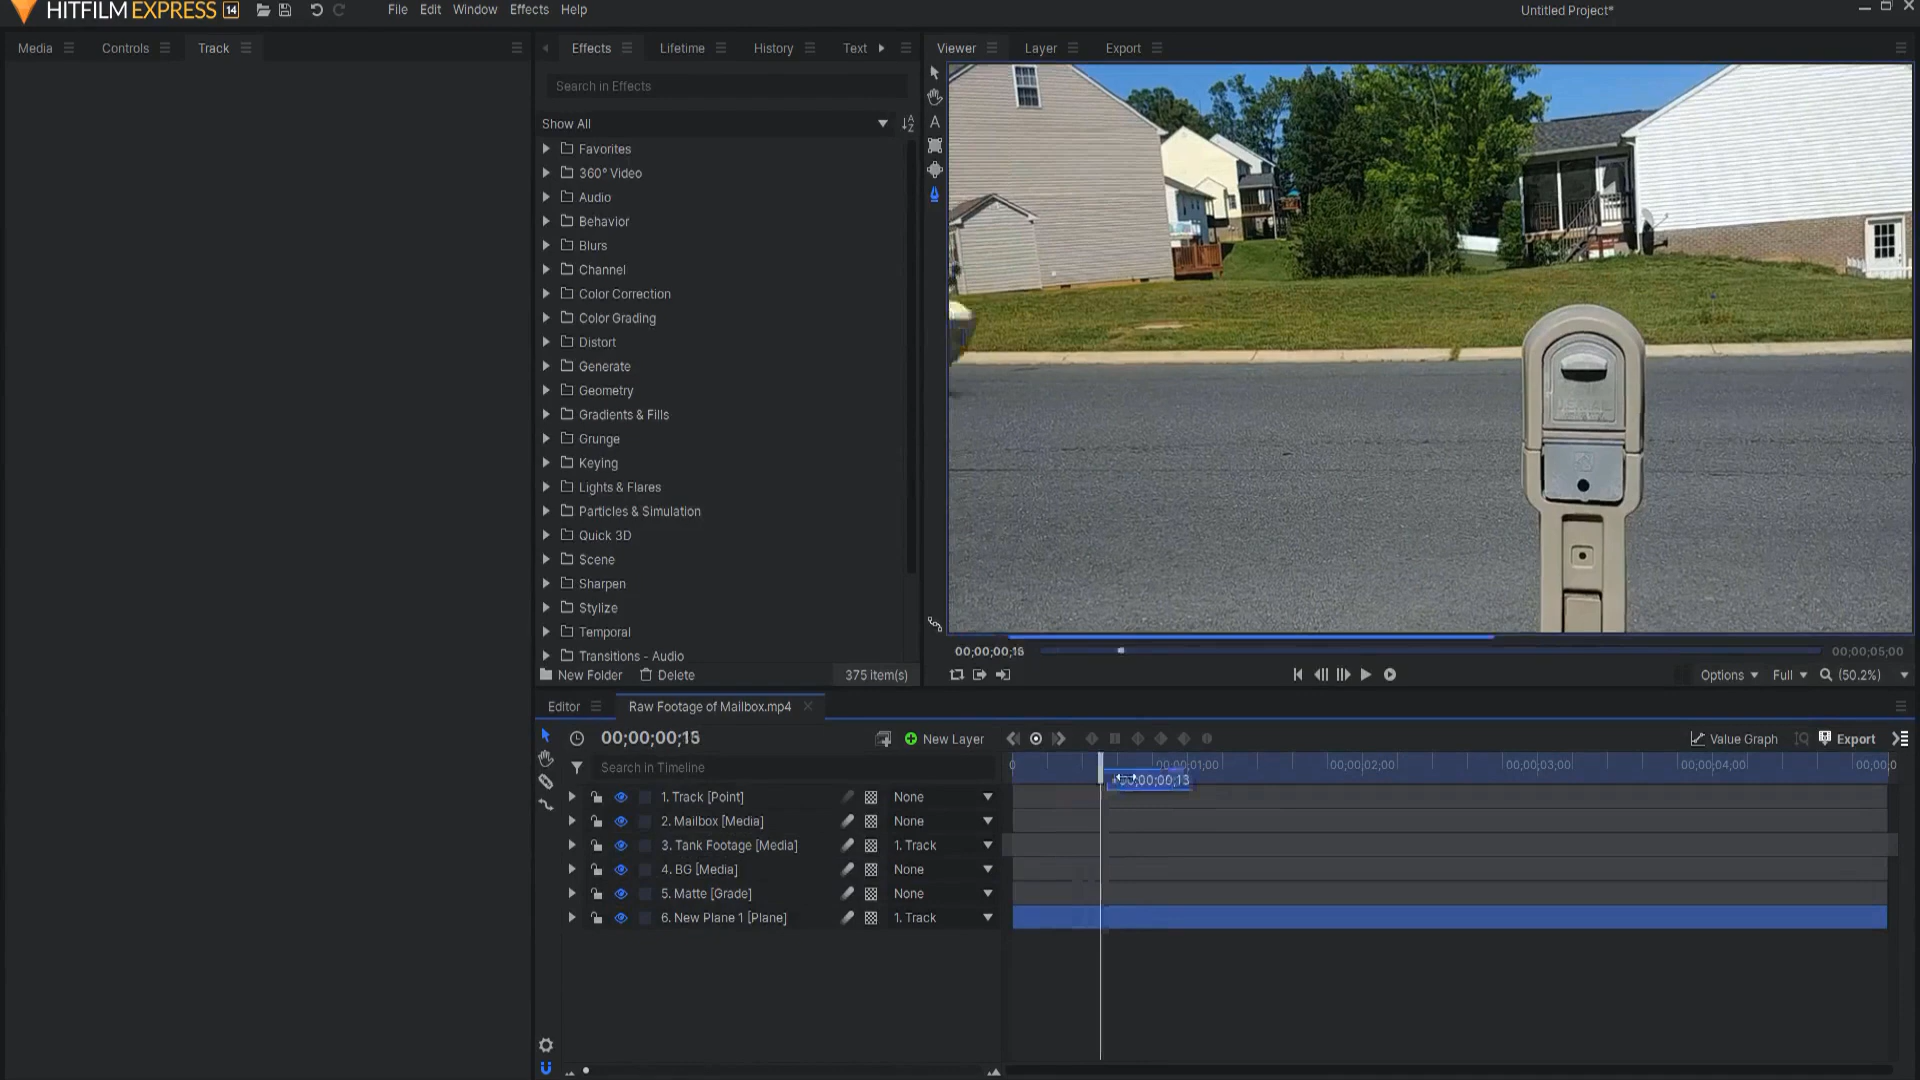 HITFILM EXPRESS 14
File Edit Window Effects Help
Untitled Project*
Media Controls Track
Effects Lifetime History Text
Viewer Layer Export
Search in Effects
Show All
Favorites
360° Video
Audio
Behavior
Blurs
Channel
Color Correction
Color Grading
Distort
Generate
Geometry
Gradients & Fills
Grunge
Keying
Lights & Flares
Particles & Simulation
Quick 3D
Scene
Sharpen
Stylize
Temporal
Transitions - Audio
New Folder Delete 375 item(s)
A
00;00;00;16
00;00;05;00
Options Full (50.2%)
Editor Raw Footage of Mailbox.mp4
00;00;00;15
New Layer
Value Graph Export
Search in Timeline
0 00;00;01;00 00;00;02;00 00;00;03;00 00;00;04;00 00;00;0
00;00;00;13
1. Track [Point] None
2. Mailbox [Media] None
3. Tank Footage [Media] 1. Track
4. BG [Media] None
5. Matte [Grade] None
6. New Plane 1 [Plane] 1. Track